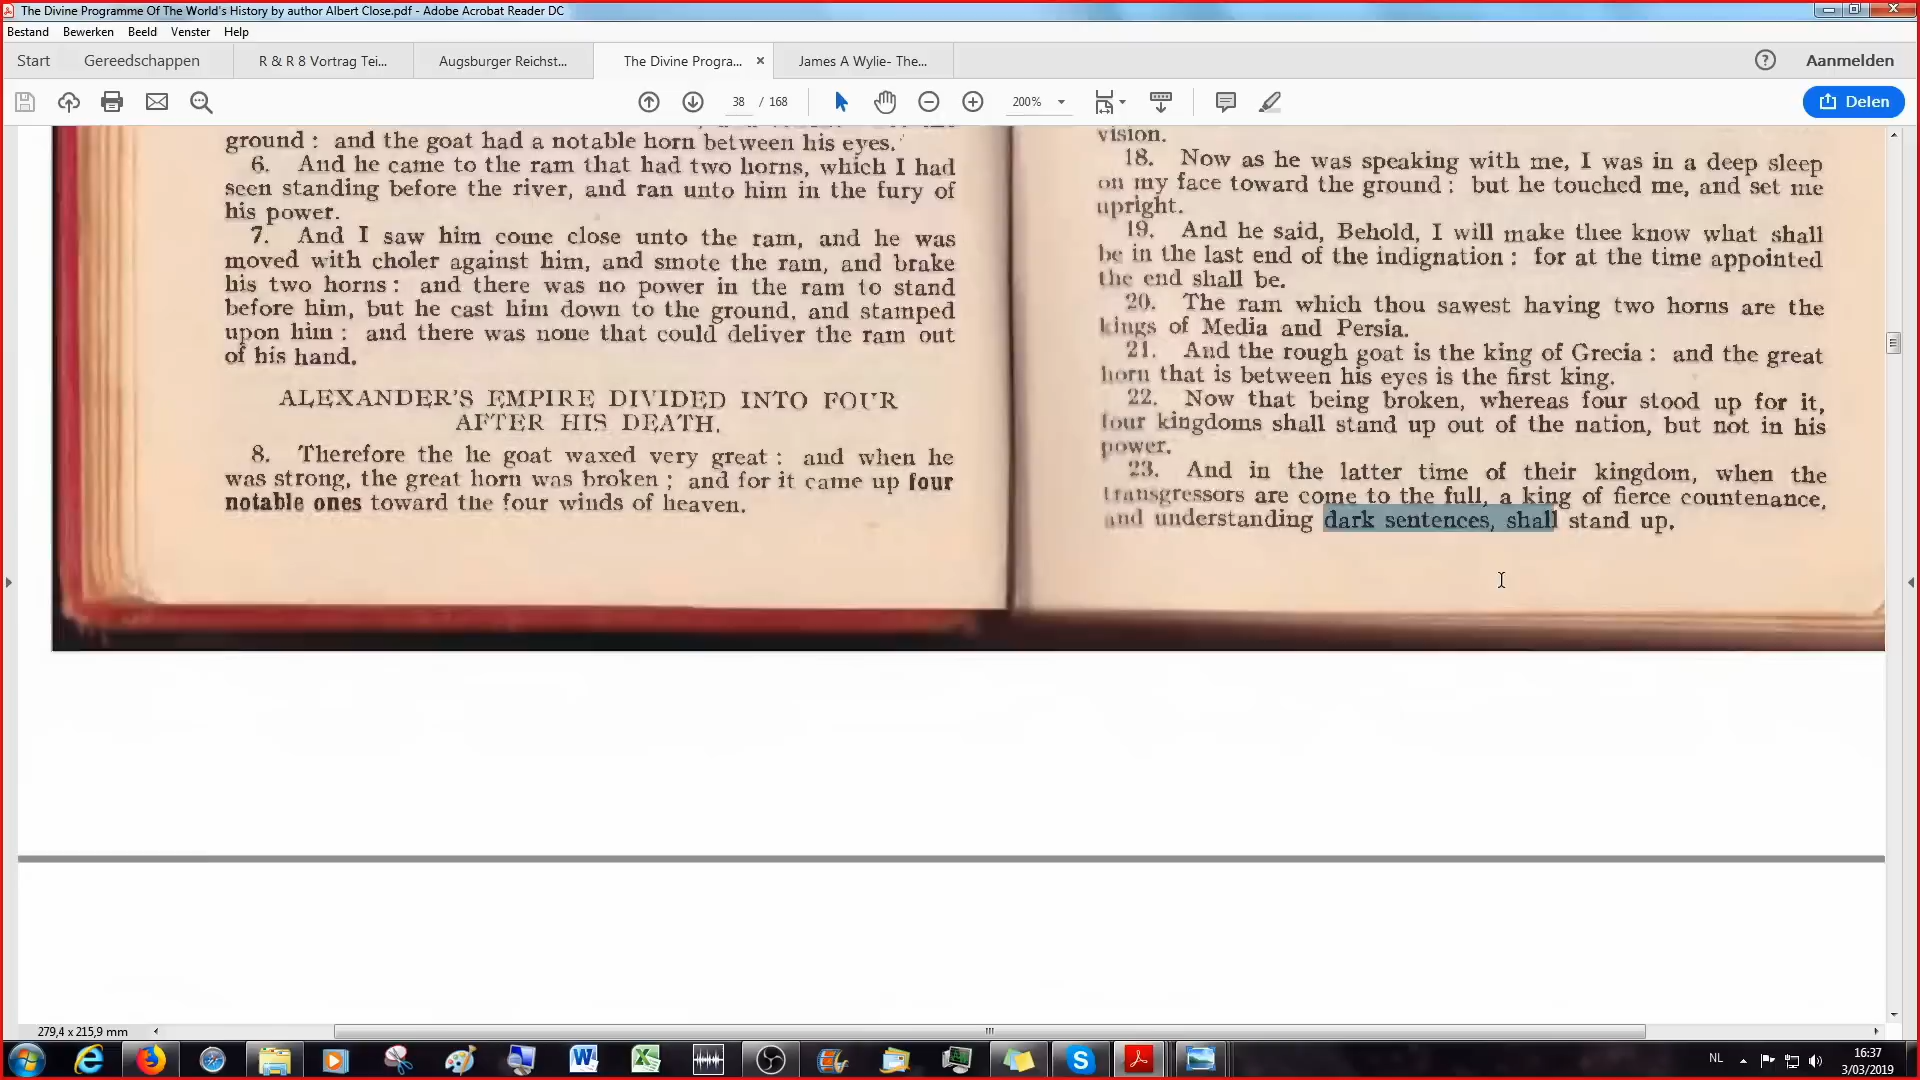 The Divine Programme Of The World's History by author Albert Close.pdf - Adobe Acrobat Reader DC
Bestand Bewerken Beeld Venster Help
Start Gereedschappen R & R 8 Vortrag Tei... Augsburger Reichst... The Divine Progra... James A Wylie- The... Aanmelden
38 / 168 200% Delen
ground : and the goat had a notable horn between his eyes.
6. And he came to the ram that had two horns, which I had
seen standing before the river, and ran unto him in the fury of
his power.
7. And I saw him come close unto the ram, and he was
moved with choler against him, and smote the ram, and brake
his two horns : and there was no power in the ram to stand
before him, but he cast him down to the ground, and stamped
upon him : and there was none that could deliver the ram out
of his hand.
ALEXANDER'S EMPIRE DIVIDED INTO FOUR
AFTER HIS DEATH.
8. Therefore the he goat waxed very great : and when he
was strong, the great horn was broken ; and for it came up four
notable ones toward the four winds of heaven.
vision.
18. Now as he was speaking with me, I was in a deep sleep
on my face toward the ground : but he touched me, and set me
upright.
19. And he said, Behold, I will make thee know what shall
be in the last end of the indignation : for at the time appointed
the end shall be.
20. The ram which thou sawest having two horns are the
kings of Media and Persia.
21. And the rough goat is the king of Grecia : and the great
horn that is between his eyes is the first king.
22. Now that being broken, whereas four stood up for it,
four kingdoms shall stand up out of the nation, but not in his
power.
23. And in the latter time of their kingdom, when the
transgressors are come to the full, a king of fierce countenance,
and understanding dark sentences, shall stand up.
279,4 x 215,9 mm
NL 16:37
3/03/2019